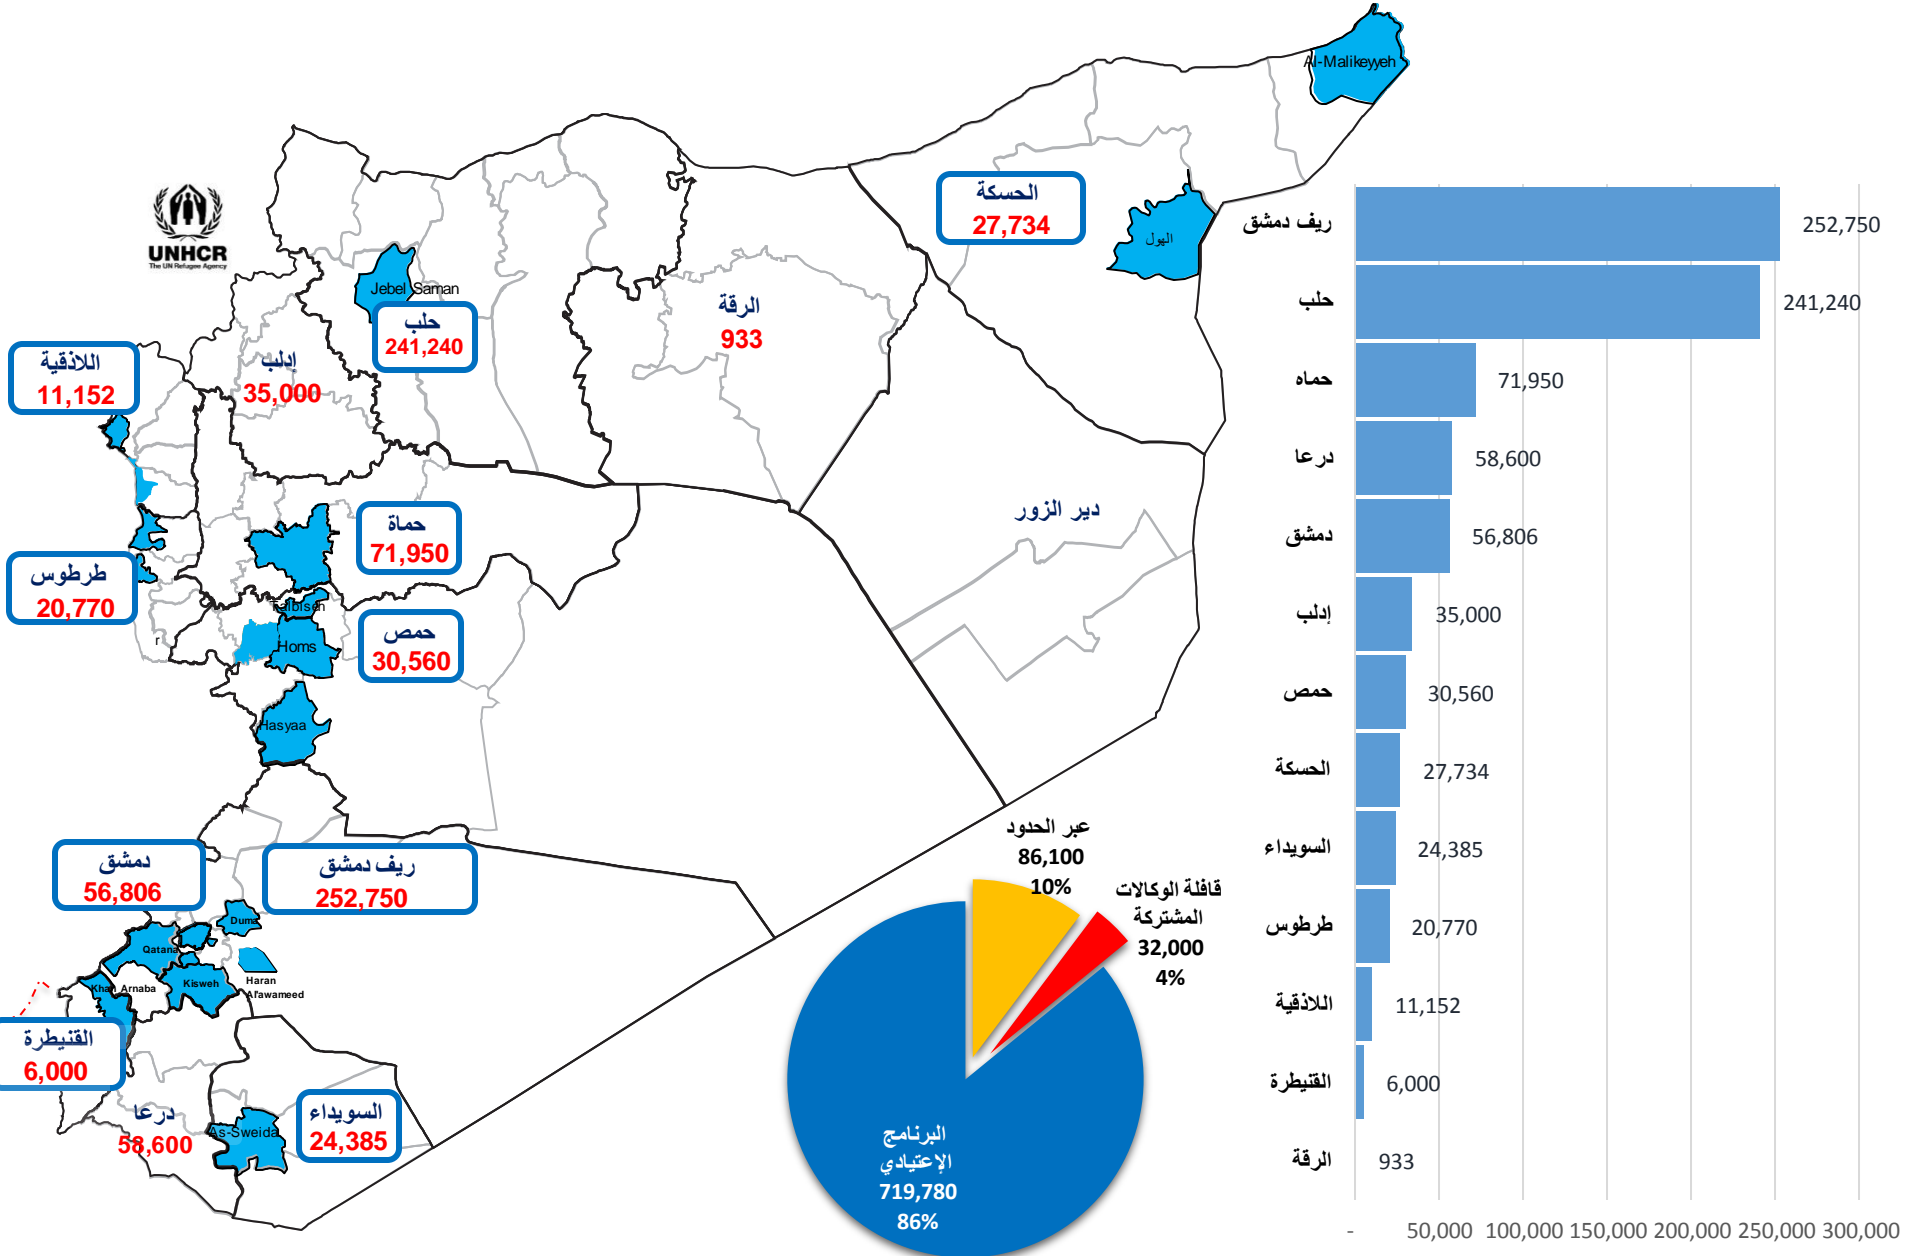 Al-Malikeyyeh
الحسكة
27,734
الهول
UNHCR
The UN Refugee Agency
Jebel Saman
حلب
241,240
الرقة
933
إدلب
35,000
اللاذقية
11,152
حماة
71,950
دير الزور
طرطوس
20,770
Talbiseh
حمص
30,560
Homs
r
Hasyaa
دمشق
56,806
ريف دمشق
252,750
Duma
Qatana
Kisweh
Haran
Al'awameed
Khan Arnaba
القنيطرة
6,000
درعا
58,600
As-Sweida
السويداء
24,385
عبر الحدود
86,100
10%
قافلة الوكالات
المشتركة
32,000
4%
البرنامج
الإعتيادي
719,780
86%
ريف دمشق 252,750
حلب 241,240
حماه 71,950
درعا 58,600
دمشق 56,806
إدلب 35,000
حمص 30,560
الحسكة 27,734
السويداء 24,385
طرطوس 20,770
اللاذقية 11,152
القنيطرة 6,000
الرقة 933
- 50,000 100,000 150,000 200,000 250,000 300,000